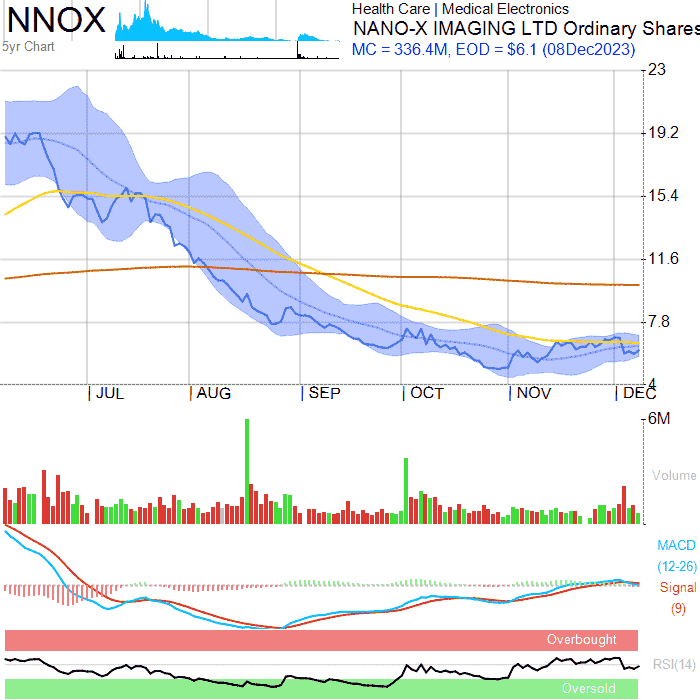 NNOX
5yr Chart
Health Care | Medical Electronics
NANO-X IMAGING LTD Ordinary Shares
MC = 336.4M, EOD = $6.1 (08Dec2023)
23
19.2
15.4
11.6
7.8
4
JUL AUG SEP OCT NOV DEC
6M
Volume
MACD
(12-26)
Signal
(9)
Overbought
RSI(14)
Oversold